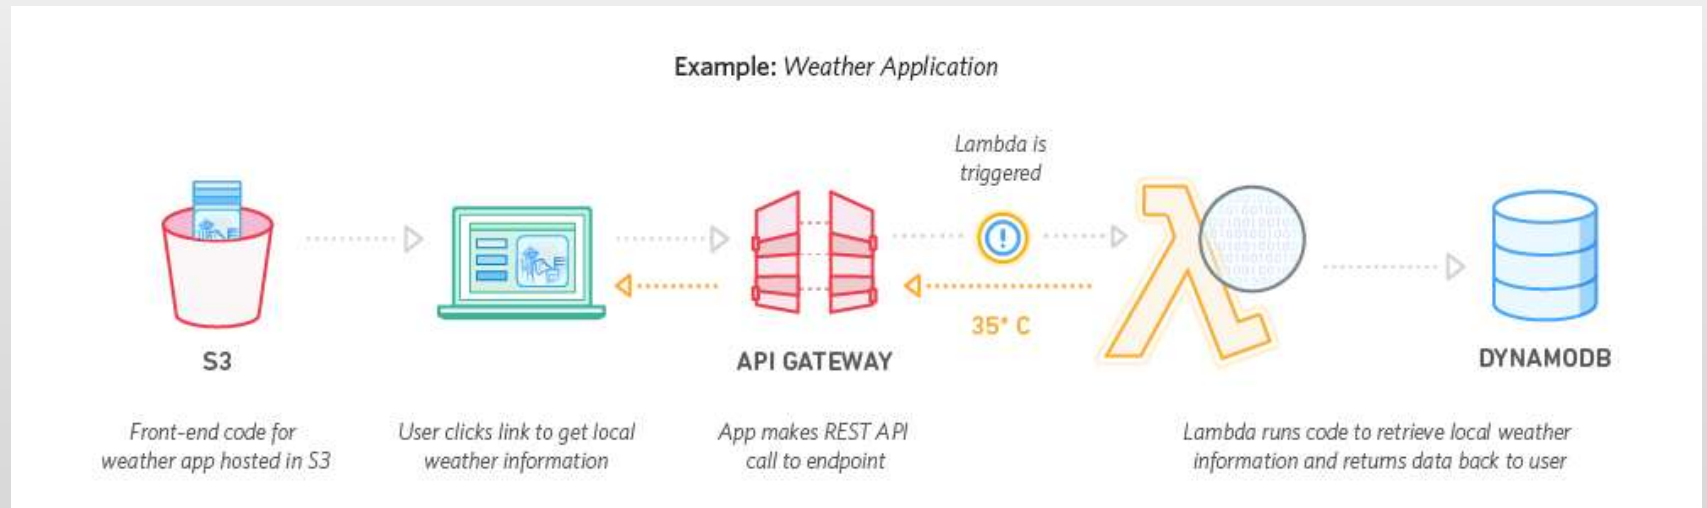 Example: Weather Application
Lambda is
triggered
35° C
S3
API GATEWAY
DYNAMODB
Front-end code for
weather app hosted in S3
User clicks link to get local
weather information
App makes REST API
call to endpoint
Lambda runs code to retrieve local weather
information and returns data back to user